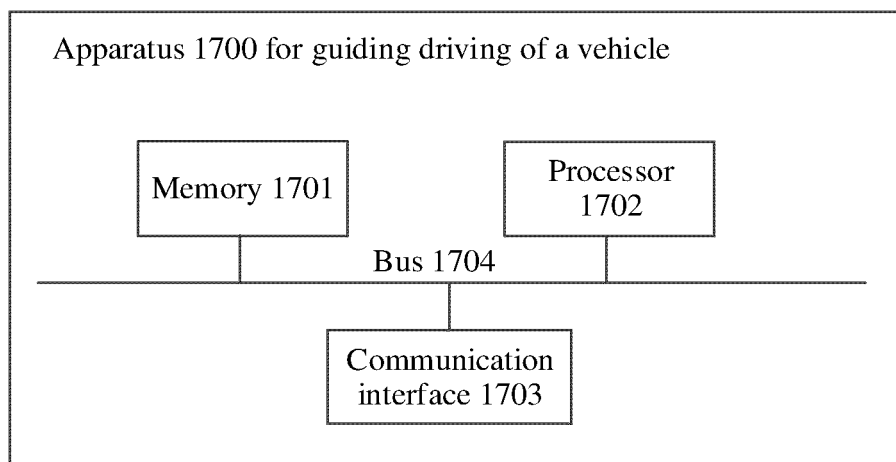 Apparatus 1700 for guiding driving of a vehicle
Memory 1701
Processor
1702
Bus 1704
Communication
interface 1703